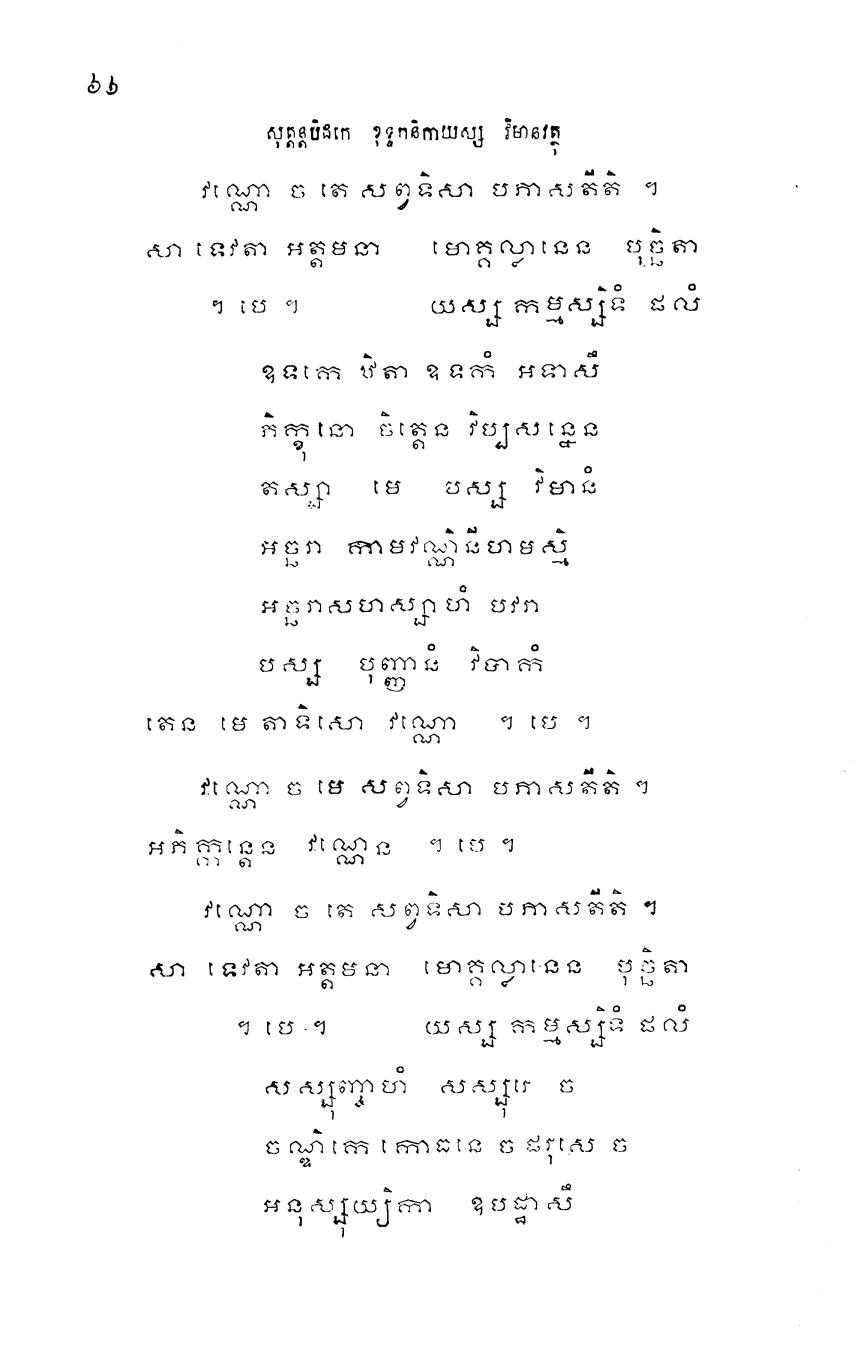 ៦៦
សុត្តន្តបិដកេ ខុទ្ទកនិកាយស្ស វិមានវត្ថុ
វណ្ណោ ច តេ សព្វទិសា បភាសតីតិ ។
សា ទេវតា អត្តមនា មោគ្គល្លានេន បុច្ឆិតា
។ បេ ។ យស្ស កម្មស្សិទំ ផលំ
ឧទកេ ឋិតា ឧទកំ អទាសឹ
ភិក្ខុនោ ចិត្តេន វិប្បសន្នេន
តស្សា មេ បស្ស វិមានំ
អច្ឆរា កាមវណ្ណិនីហមស្មិ
អច្ឆរាសហស្សាហំ បវរា
បស្ស បុញ្ញានំ វិបាកំ
តេន មេ តាទិសោ វណ្ណោ ។ បេ ។
វណ្ណោ ច មេ សព្វទិសា បភាសតីតិ ។
អភិក្កន្តេន វណ្ណេន ។ បេ ។
វណ្ណោ ច តេ សព្វទិសា បភាសតីតិ ។
សា ទេវតា អត្តមនា មោគ្គល្លានេន បុច្ឆិតា
។ បេ ។ យស្ស កម្មស្សិទំ ផលំ
សស្សុញ្ចាហំ សស្សុរេ ច
ចណ្ឌិកេ កោធនេ ច ផរុសេ ច
អនុស្សុយ្យិកា ឧបដ្ឋាសឹ